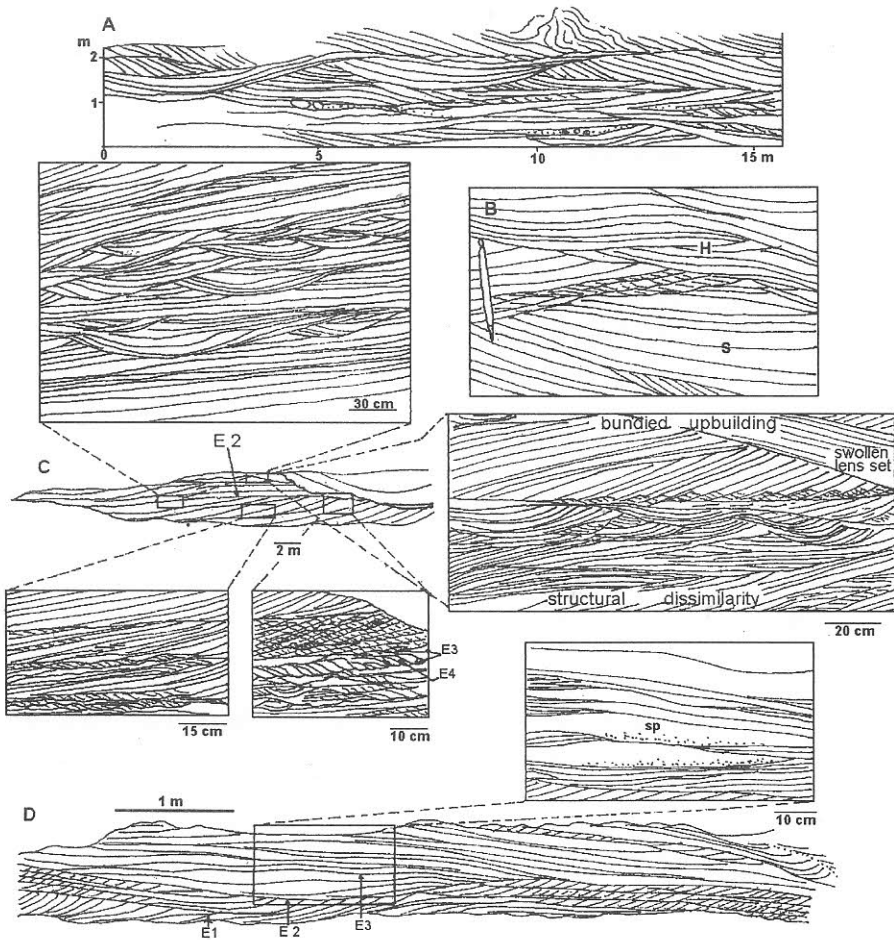 A
m
2
1
0 5 10 15 m
B
H
S
30 cm
C
E 2
2 m
bundied upbuilding
swollen
lens set
structural dissimilarity
20 cm
E3
E4
15 cm
10 cm
sp
10 cm
D
1 m
E1
E 2
E3